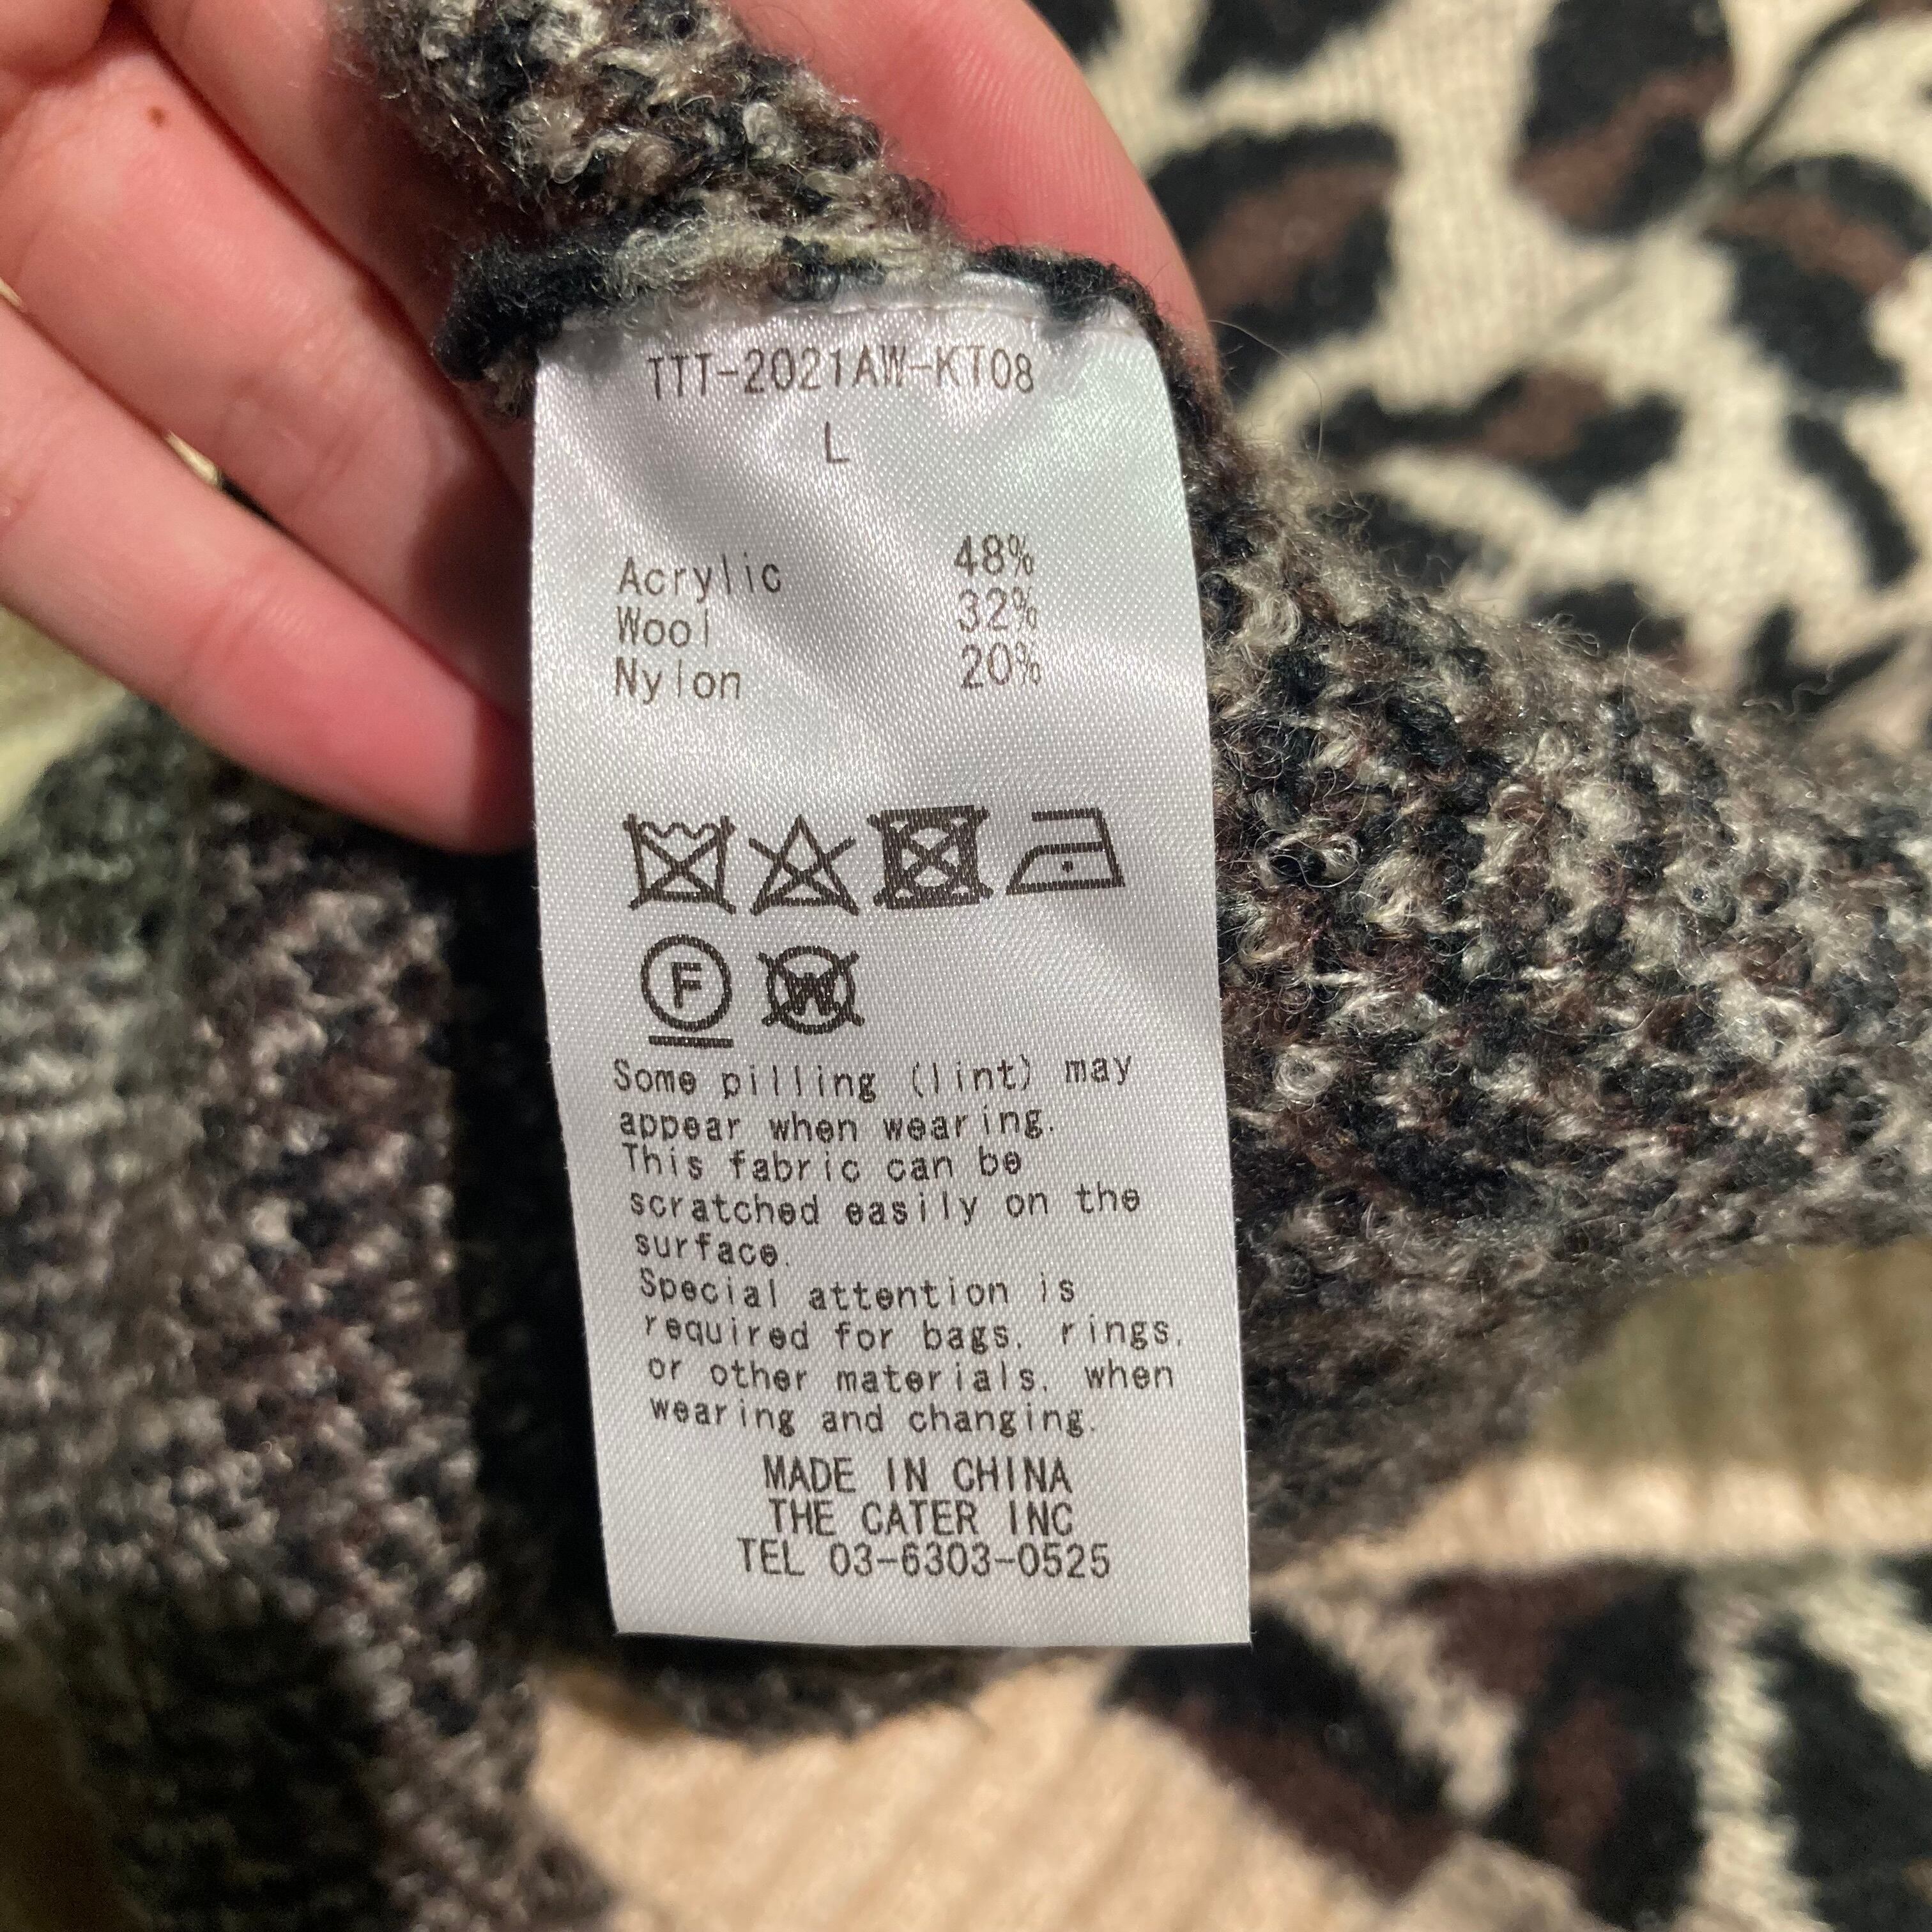 TTT-2021AW-KT08
L
Acrylic 48%
Wool 32%
Nylon 20%
F W
Some pilling (lint) may
appear when wearing.
This fabric can be
scratched easily on the
surface.
Special attention is
required for bags, rings,
or other materials, when
wearing and changing.
MADE IN CHINA
THE CATER INC
TEL 03-6303-0525